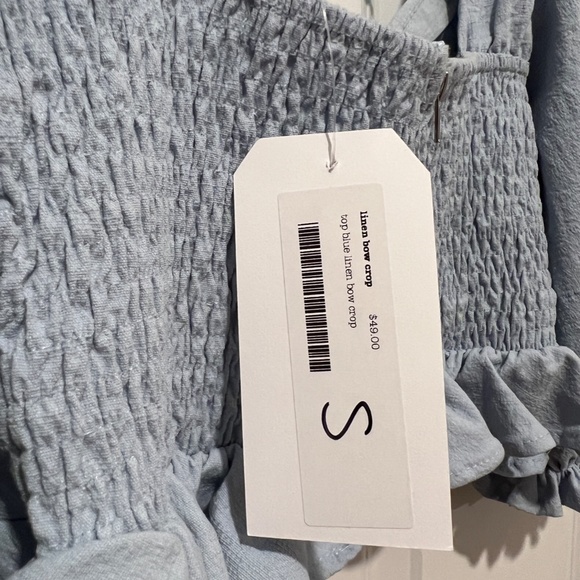 linen bow crop
$49.00
top blue linen bow crop
S